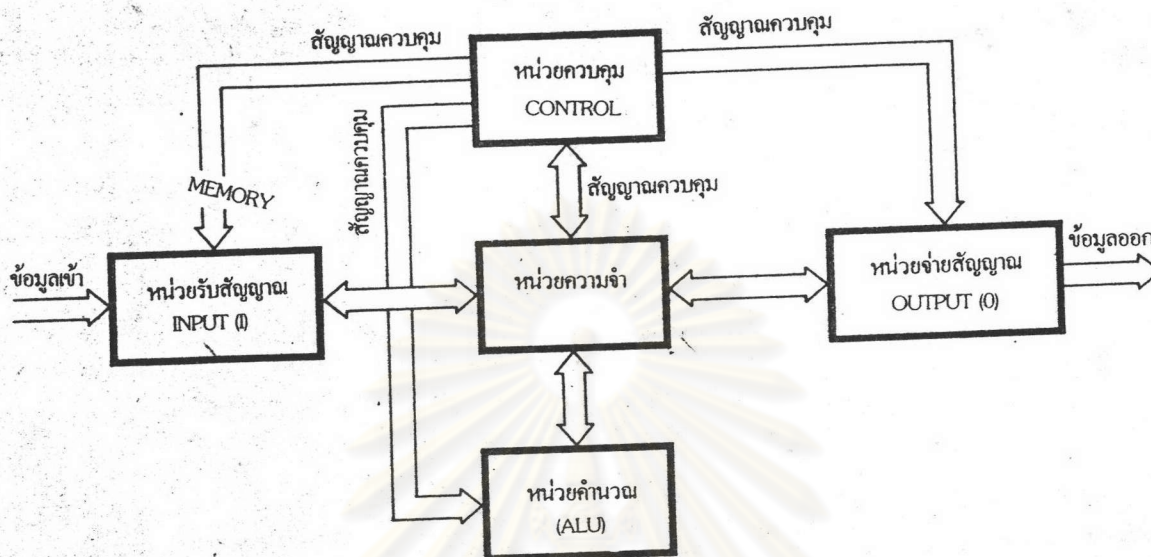 สัญญาณควบคุม
สัญญาณควบคุม
หน่วยควบคุม
CONTROL
สัญญาณควบคุม
MEMORY
สัญญาณควบคุม
ข้อมูลเข้า
หน่วยรับสัญญาณ
INPUT (I)
หน่วยความจำ
หน่วยจ่ายสัญญาณ
OUTPUT (O)
ข้อมูลออก
หน่วยคำนวณ
(ALU)